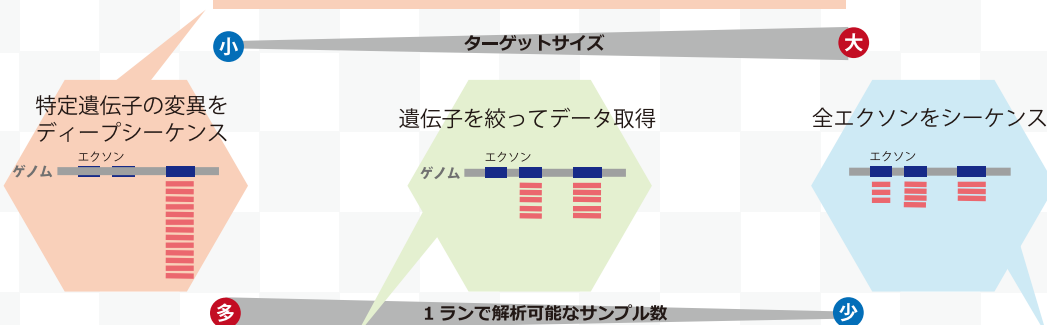 小
ターゲットサイズ
大
特定遺伝子の変異を
ディープシーケンス
エクソン
ゲノム
遺伝子を絞ってデータ取得
エクソン
ゲノム
全エクソンをシーケンス
エクソン
多
1 ランで解析可能なサンプル数
少